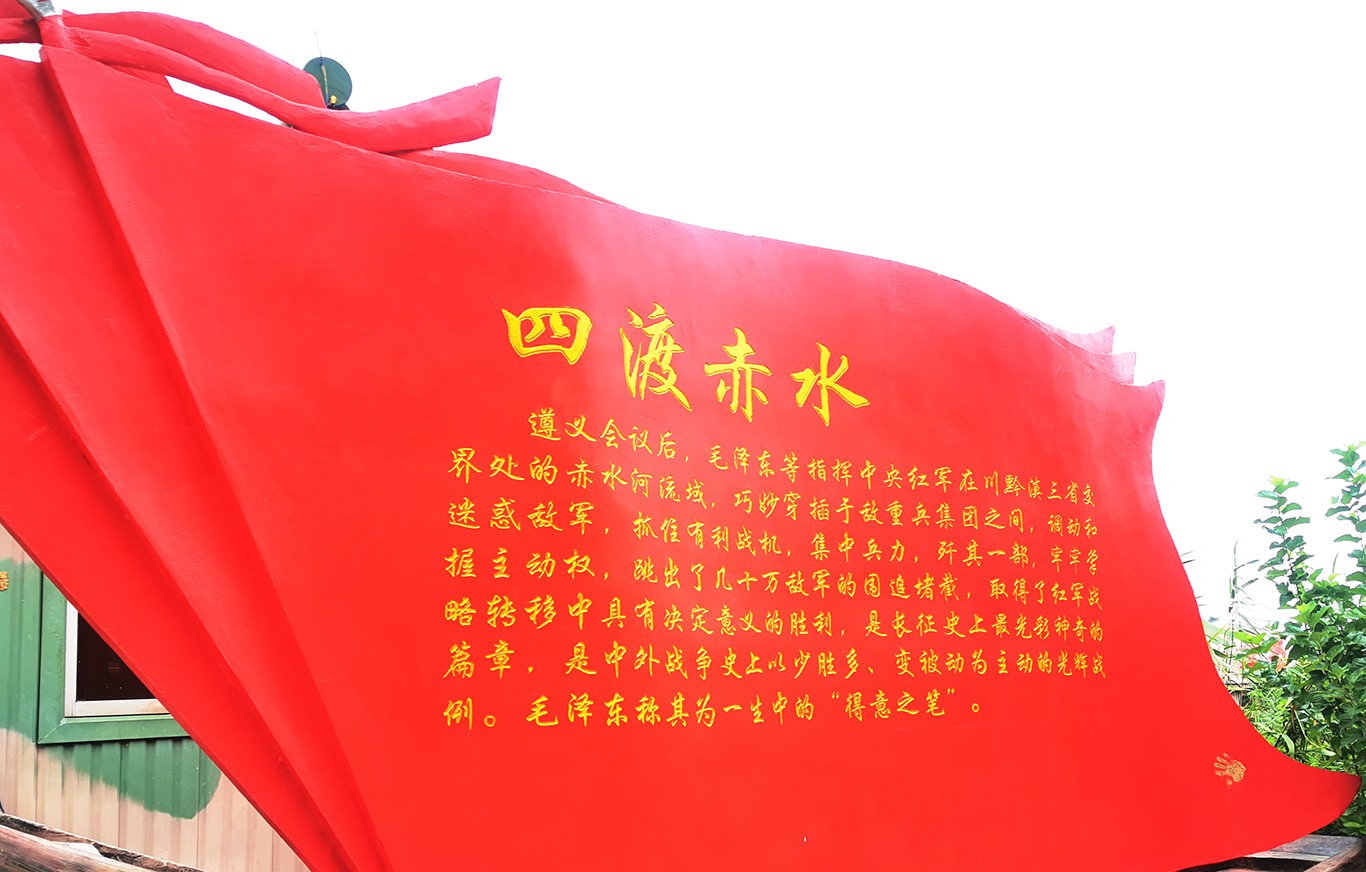 四渡赤水
遵义会议后，毛泽东等指挥中央红军在川黔滇三省交
界处的赤水河流域，巧妙穿插于敌重兵集团之间，调动和
迷惑敌军，抓住有利战机，集中兵力，歼其一部，牢牢掌
握主动权，跳出了几十万敌军的围追堵截，取得了红军战
略转移中具有决定意义的胜利，是长征史上最光彩神奇的
篇章，是中外战争史上以少胜多、变被动为主动的光辉战
例。毛泽东称其为一生中的“得意之笔”。